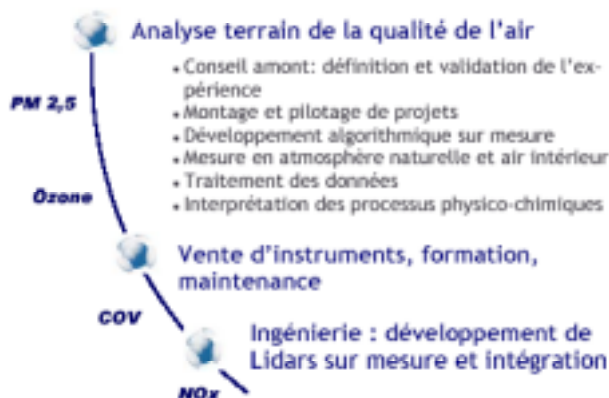 Analyse terrain de la qualité de l'air
• Conseil amont: définition et validation de l'ex-
périence
PM 2,5
• Montage et pilotage de projets
• Développement algorithmique sur mesure
• Mesure en atmosphère naturelle et air intérieur
• Traitement des données
Ozone
• Interprétation des processus physico-chimiques
Vente d'instruments, formation,
maintenance
COV
Ingénierie : développement de
Lidars sur mesure et intégration
NOx